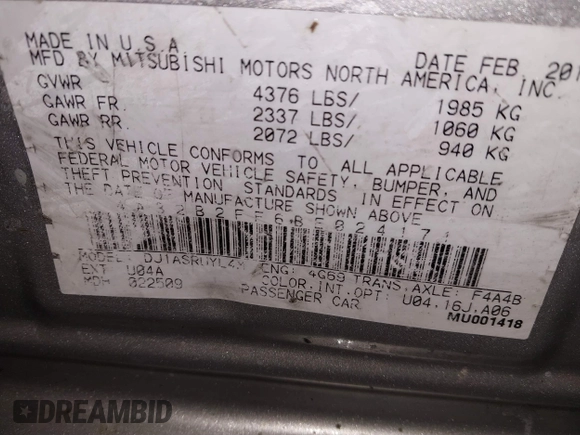 MADE IN U.S.A
MFD BY MITSUBISHI MOTORS NORTH AMERICA, INC.
DATE FEB 201
GVWR 4376 LBS/ 1985 KG
GAWR FR. 2337 LBS/ 1060 KG
GAWR RR. 2072 LBS/ 940 KG
THIS VEHICLE CONFORMS TO ALL APPLICABLE
FEDERAL MOTOR VEHICLE SAFETY, BUMPER, AND
THEFT PREVENTION STANDARDS IN EFFECT ON
THE DATE OF MANUFACTURE SHOWN ABOVE
MODEL: ENG: 4G69 TRANS.AXLE: F4A4B
EXT U04A COLOR.INT.OPT: U04.16J.A06
MDH 022509 PASSENGER CAR
MU001418
DREAMBID